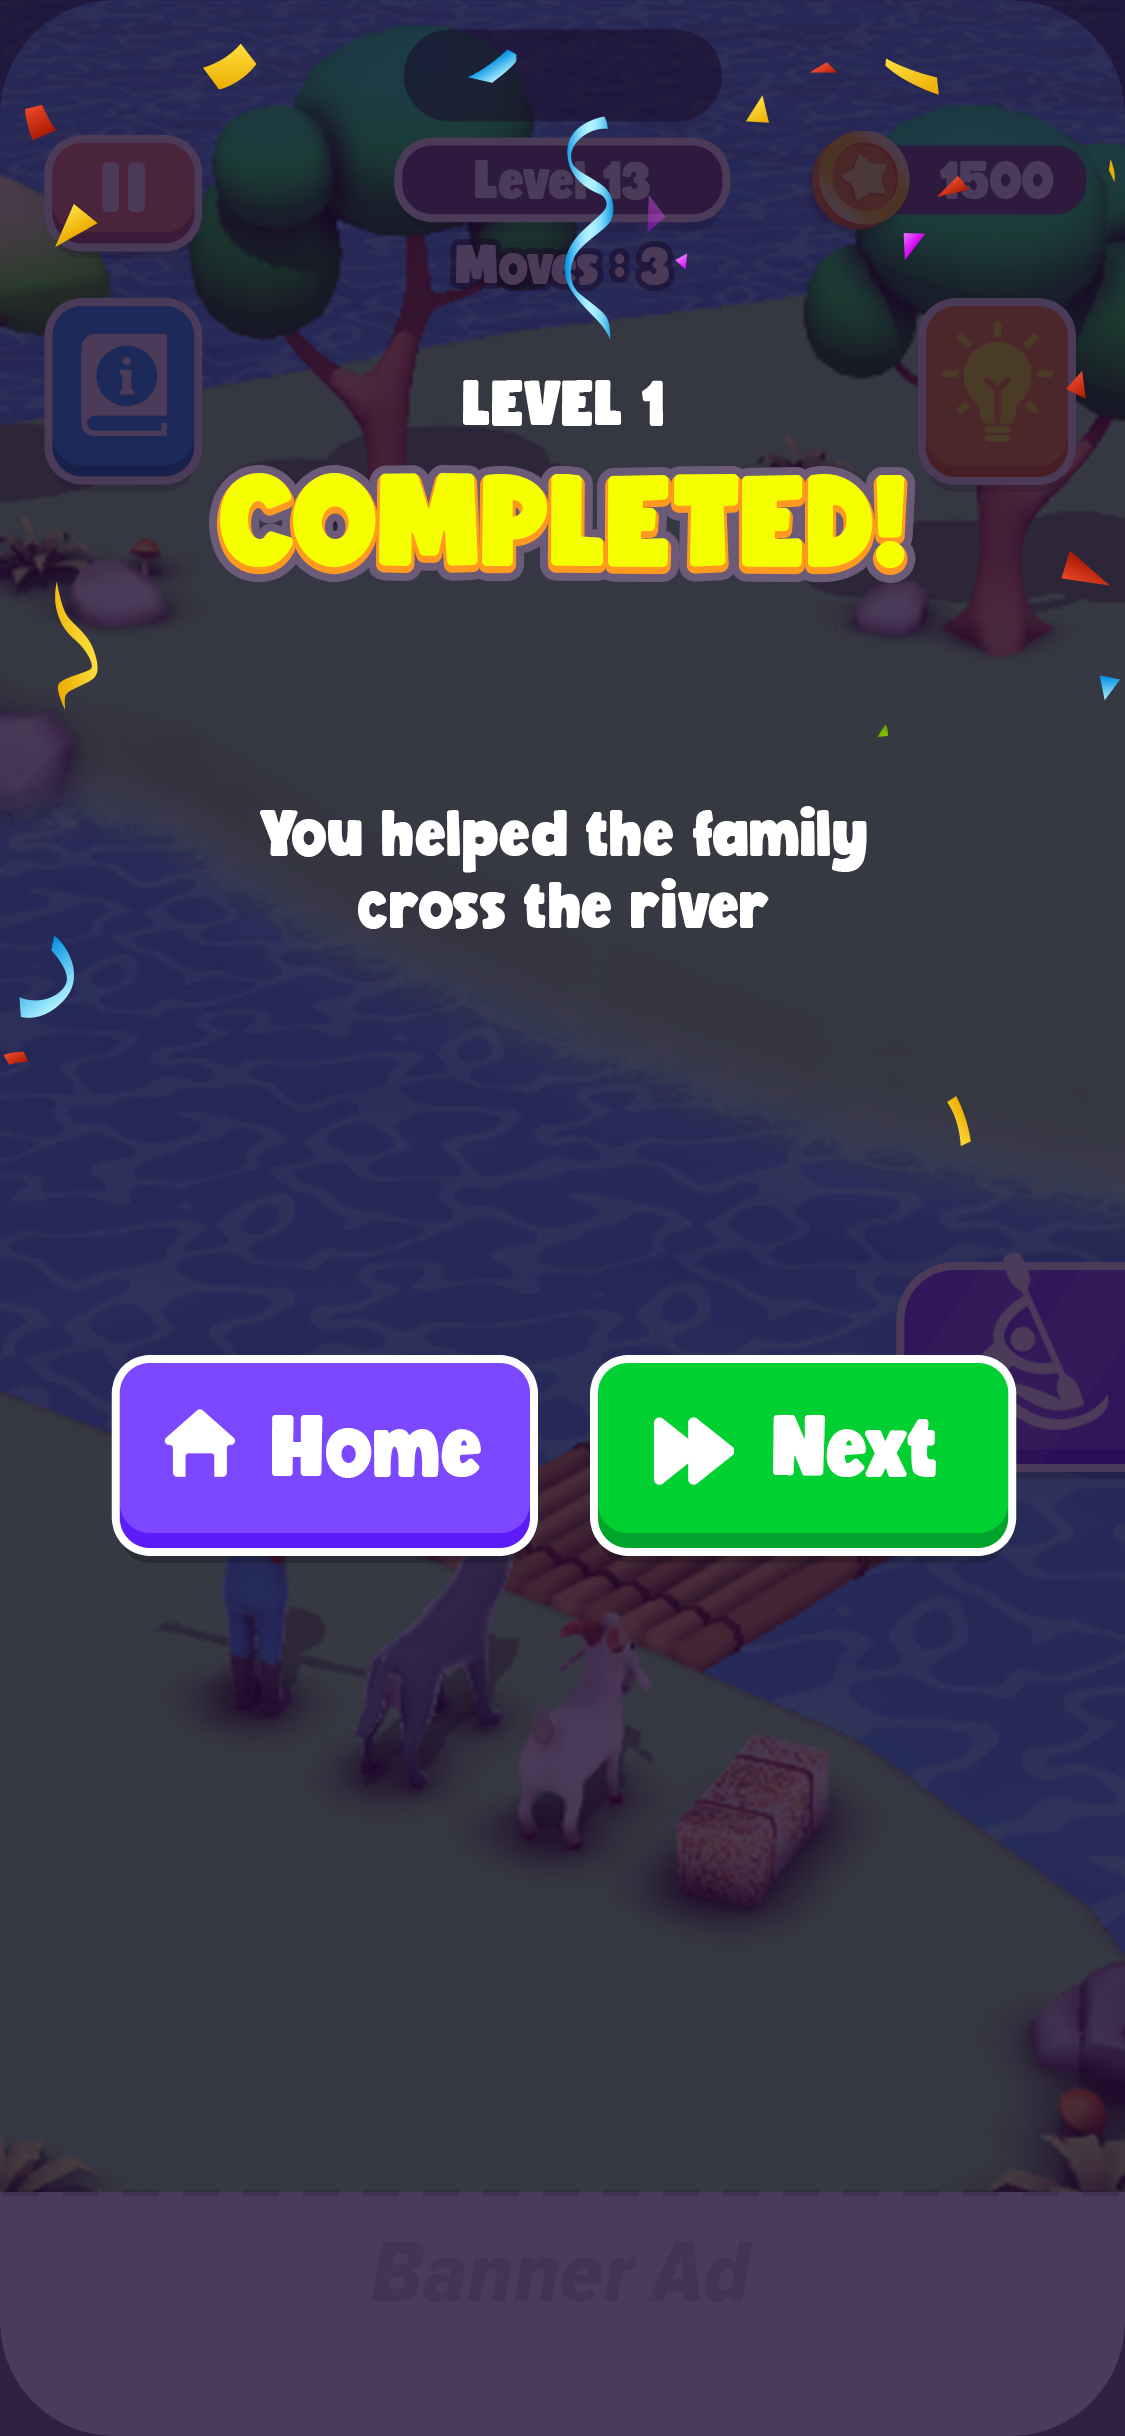 Level 13
1500
Moves : 3
LEVEL 1
COMPLETED!
You helped the family
cross the river
Home
Next
Banner Ad